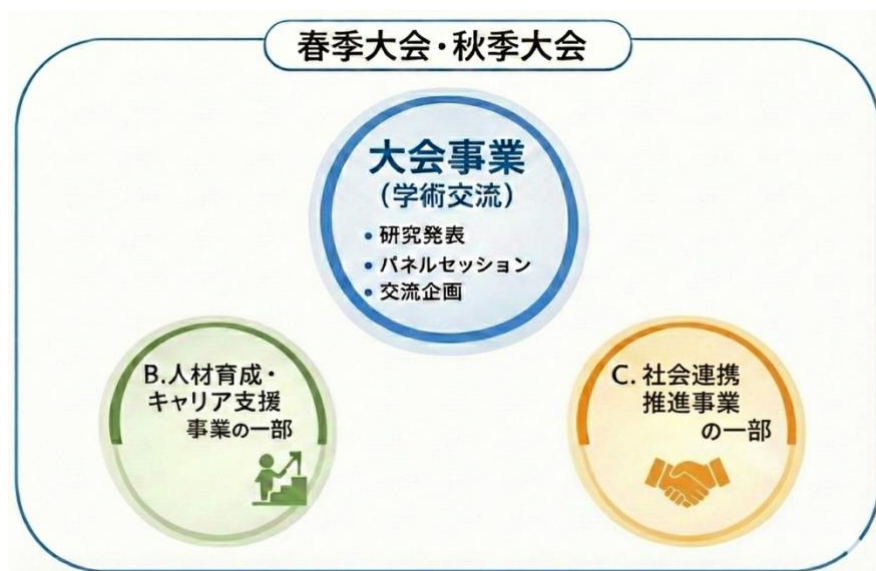 春季大会・秋季大会
大会事業
(学術交流)
• 研究発表
• パネルセッション
• 交流企画
B.人材育成・
キャリア支援
事業の一部
C. 社会連携
推進事業
の一部